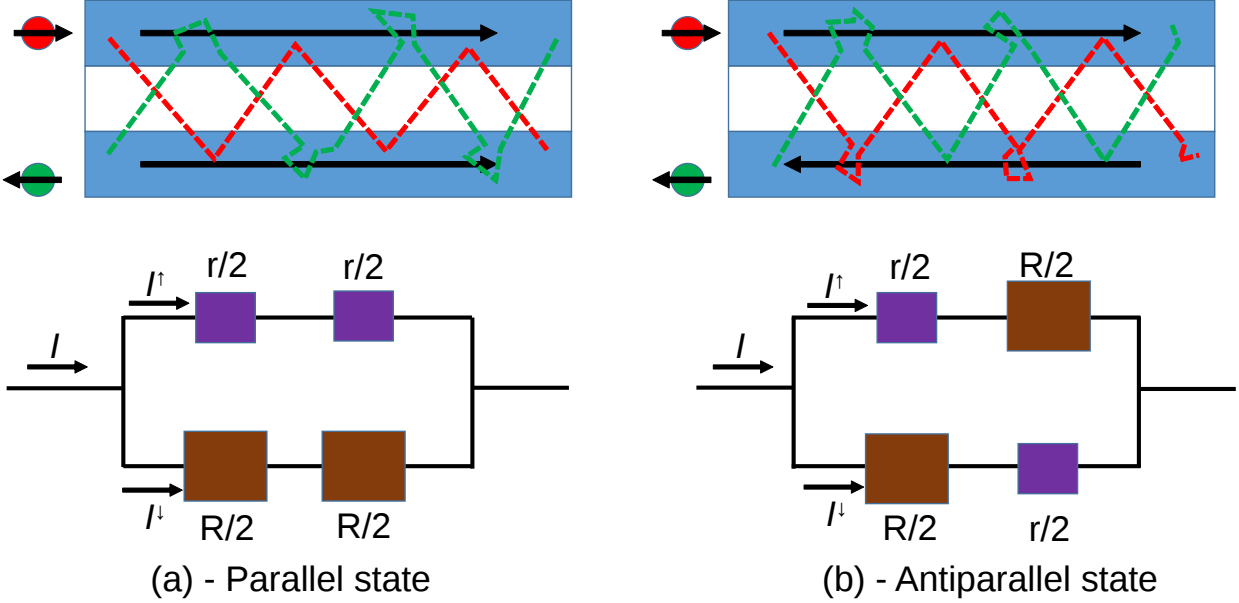 r/2 r/2
I↑
I
I↓
R/2 R/2
(a) - Parallel state
r/2 R/2
I↑
I
I↓
R/2 r/2
(b) - Antiparallel state